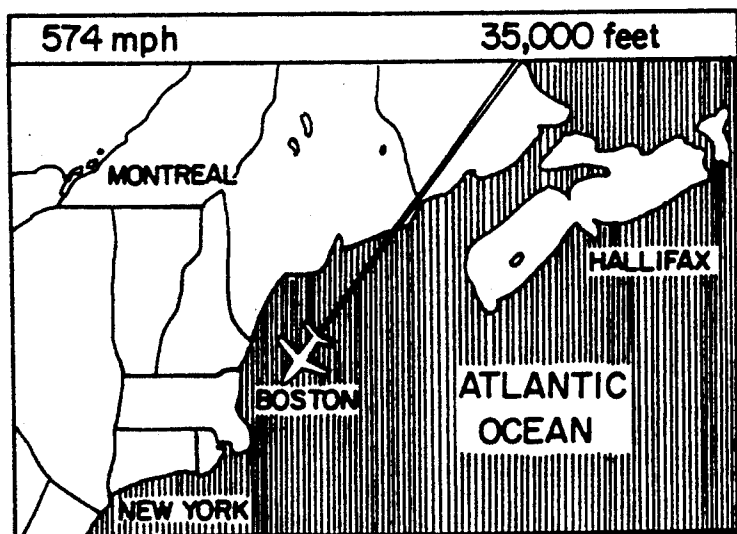 574 mph 35,000 feet
MONTREAL
HALLIFAX
BOSTON
ATLANTIC
OCEAN
NEW YORK